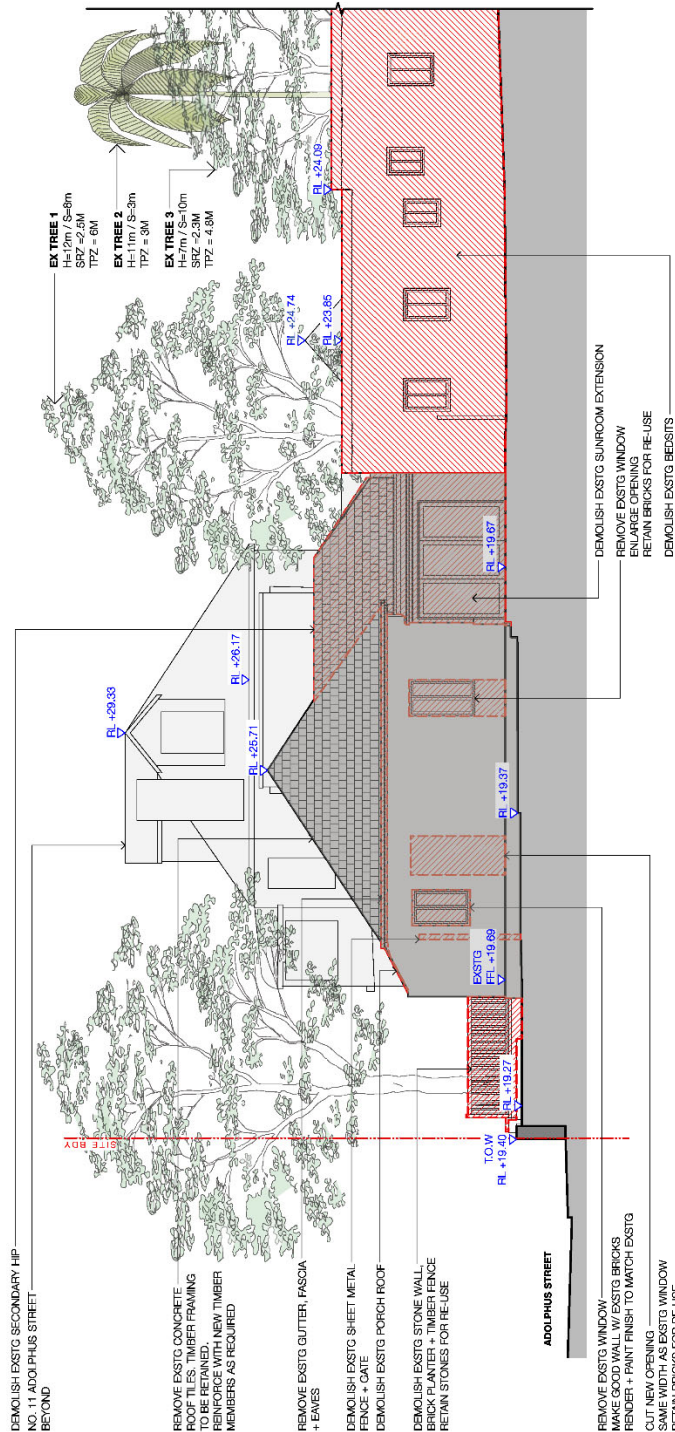 DEMOLISH EXSTG SECONDARY HIP
NO. 11 ADOLPHUS STREET
BEYOND
REMOVE EXSTG CONCRETE
ROOF TILES. TIMBER FRAMING
TO BE RETAINED.
REINFORCE WITH NEW TIMBER
MEMBERS AS REQUIRED
REMOVE EXSTG GUTTER, FASCIA
+ EAVES
DEMOLISH EXSTG SHEET METAL
FENCE + GATE
DEMOLISH EXSTG PORCH ROOF
DEMOLISH EXSTG STONE WALL,
BRICK PLANTER + TIMBER FENCE
RETAIN STONES FOR RE-USE
SITE BDY
RL +29.33
RL +26.17
RL +25.71
EX TREE 1
H=12m / S=8m
SRZ =2.5M
TPZ = 6M
EX TREE 2
H=11m / S=3m
TPZ = 3M
EX TREE 3
H=7m / S=10m
SRZ =2.3M
TPZ = 4.8M
RL +24.74
RL +23.85
RL +24.09
T.O.W
RL +19.40
RL +19.27
EXSTG
FFL +19.69
RL +19.37
RL +19.67
ADOLPHUS STREET
REMOVE EXSTG WINDOW
MAKE GOOD WALL W/ EXSTG BRICKS
RENDER + PAINT FINISH TO MATCH EXSTG
CUT NEW OPENING
SAME WIDTH AS EXSTG WINDOW
RETAIN BRICKS FOR RE-USE
DEMOLISH EXSTG SUNROOM EXTENSION
REMOVE EXSTG WINDOW
ENLARGE OPENING
RETAIN BRICKS FOR RE-USE
DEMOLISH EXSTG BEDSITS